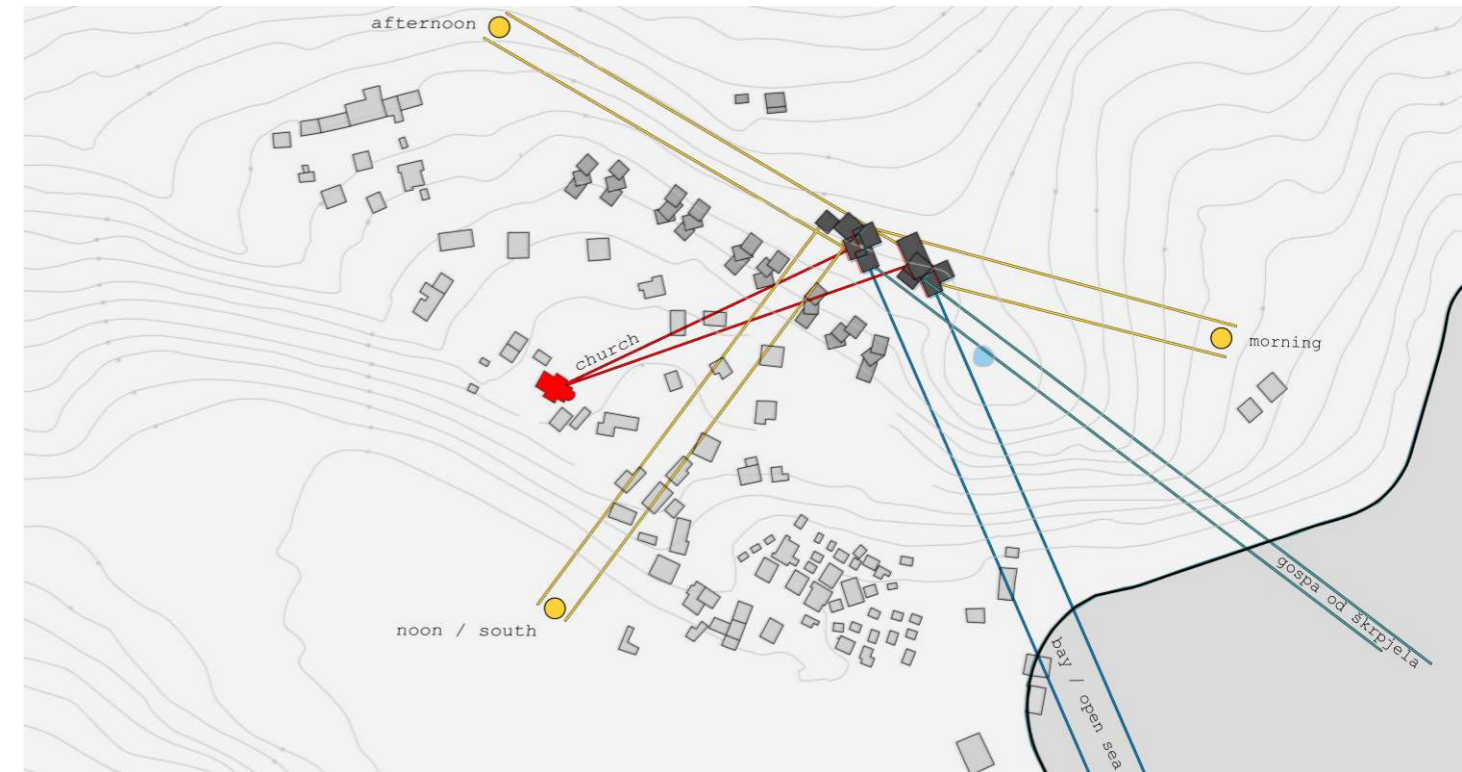 afternoon
morning
church
noon / south
gospa od škrpjela
bay / open sea